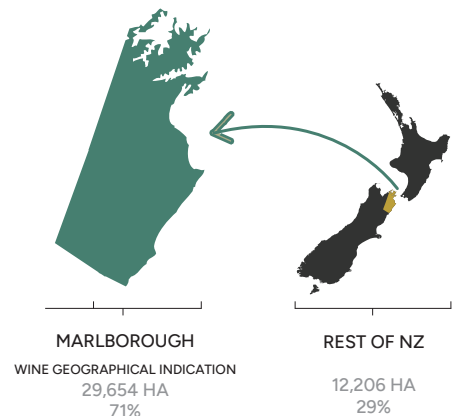 MARLBOROUGH
WINE GEOGRAPHICAL INDICATION
29,654 HA
71%
REST OF NZ
12,206 HA
29%